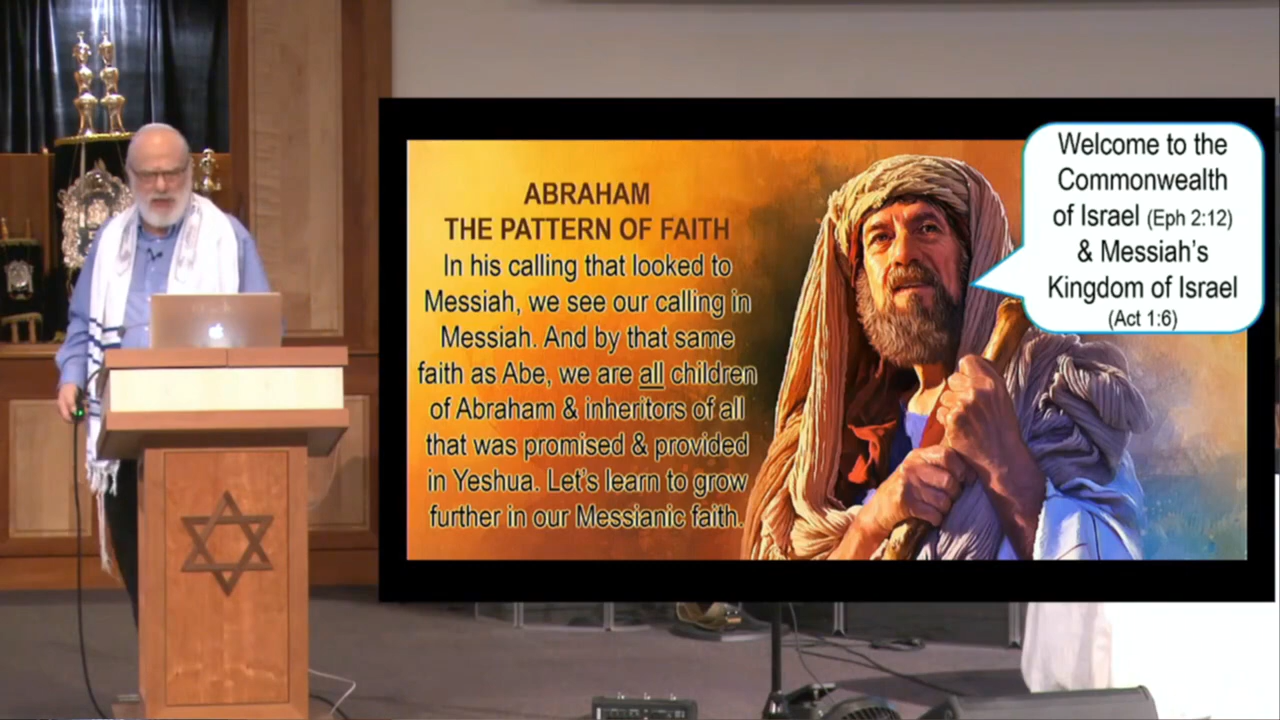 ABRAHAM
THE PATTERN OF FAITH
In his calling that looked to
Messiah, we see our calling in
Messiah. And by that same
faith as Abe, we are all children
of Abraham & inheritors of all
that was promised & provided
in Yeshua. Let's learn to grow
further in our Messianic faith.
Welcome to the
Commonwealth
of Israel (Eph 2:12)
& Messiah's
Kingdom of Israel
(Act 1:6)